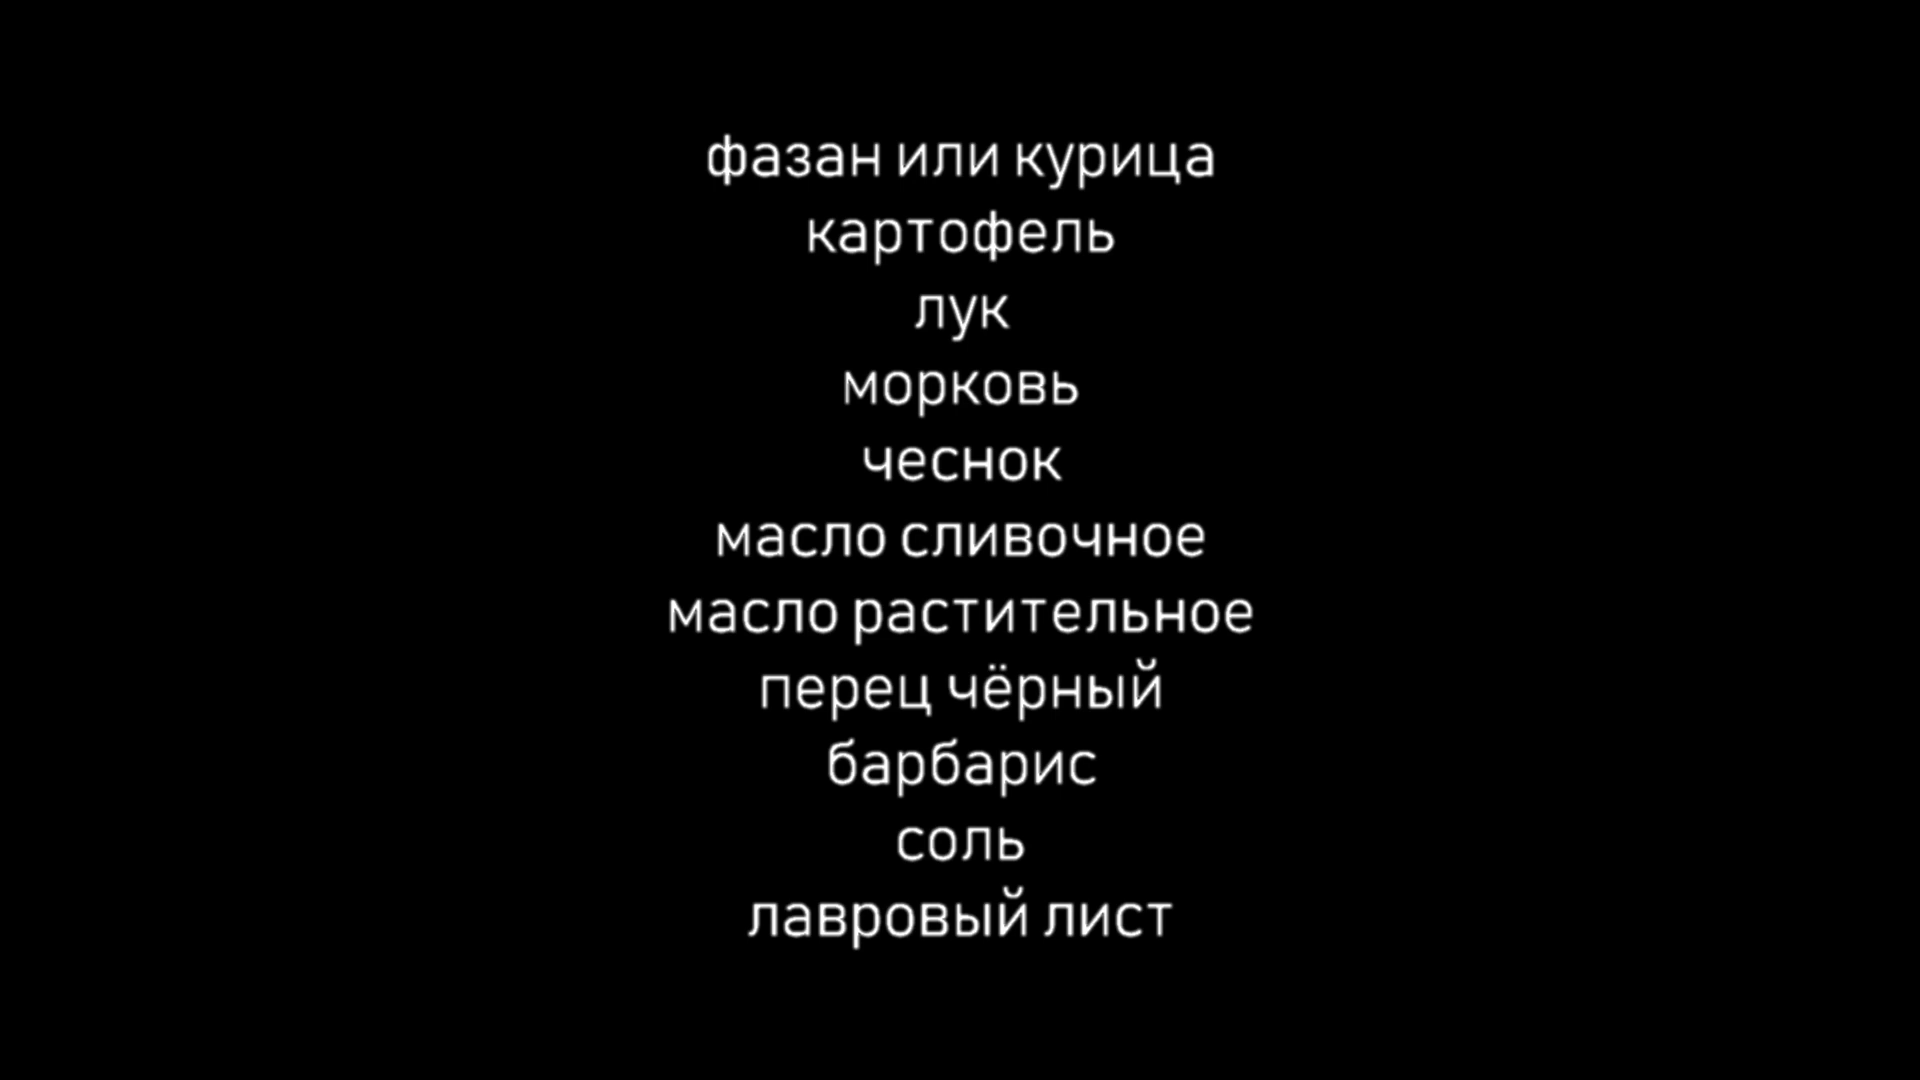 фазан или курица
картофель
лук
морковь
чеснок
масло сливочное
масло растительное
перец чёрный
барбарис
соль
лавровый лист